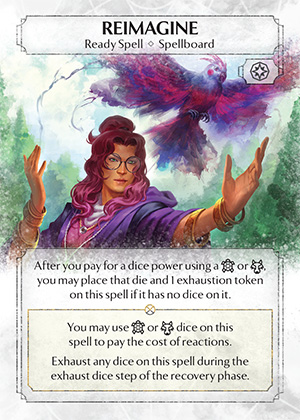 REIMAGINE
Ready Spell ◇ Spellboard
After you pay for a dice power using a or ,
you may place that die and 1 exhaustion token
on this spell if it has no dice on it.
You may use or dice on this
spell to pay the cost of reactions.
Exhaust any dice on this spell during the
exhaust dice step of the recovery phase.